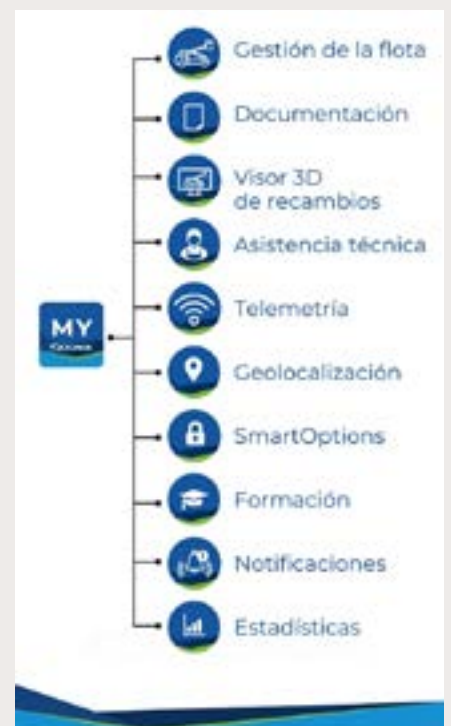 Gestión de la flota
Documentación
Visor 3D
de recambios
Asistencia técnica
MY
Telemetría
Geolocalización
SmartOptions
Formación
Notificaciones
Estadísticas